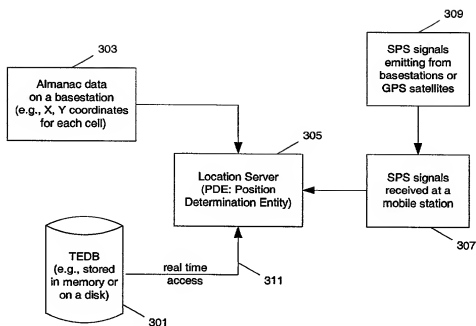 303
Almanac data
on a basestation
(e.g., X, Y coordinates
for each cell)
309
SPS signals
emitting from
basestations or
GPS satellites
305
Location Server
(PDE: Position
Determination Entity)
SPS signals
received at a
mobile station
307
TEDB
(e.g., stored
in memory or
on a disk)
301
real time
access
311